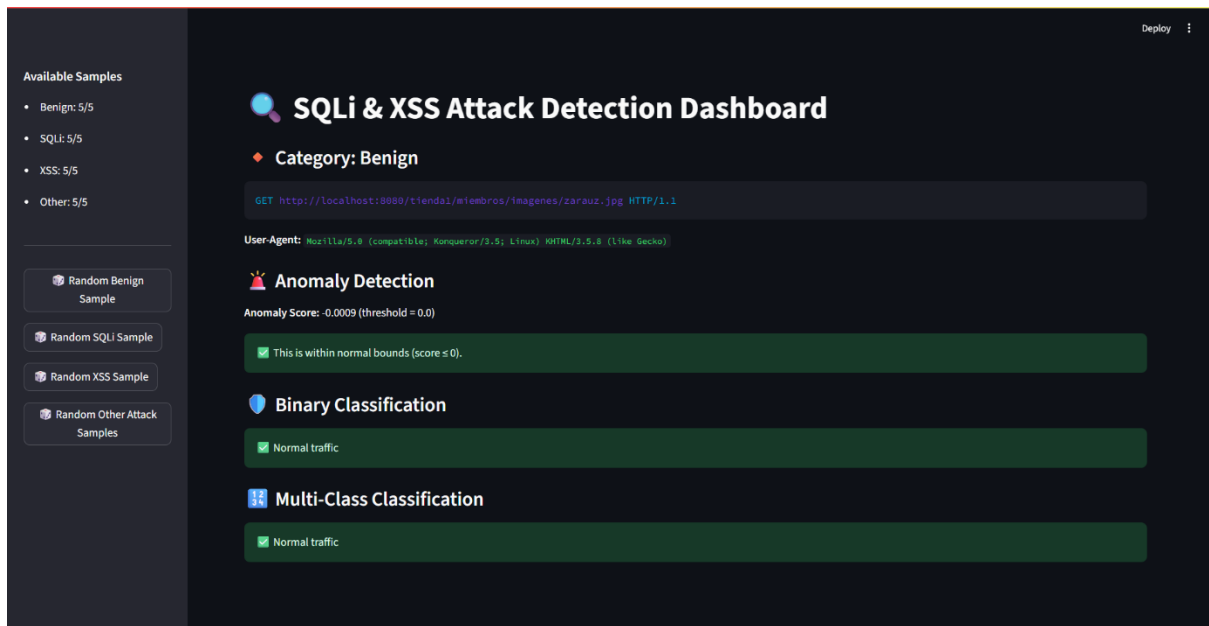 Deploy
Available Samples
Benign: 5/5
SQLi: 5/5
XSS: 5/5
Other: 5/5
Random Benign
Sample
Random SQLi Sample
Random XSS Sample
Random Other Attack
Samples
SQLi & XSS Attack Detection Dashboard
Category: Benign
GET http://localhost:8080/tienda1/miembros/imagenes/zarauz.jpg HTTP/1.1
User-Agent: Mozilla/5.0 (compatible; Konqueror/3.5; Linux) KHTML/3.5.8 (like Gecko)
Anomaly Detection
Anomaly Score: -0.0009 (threshold = 0.0)
This is within normal bounds (score ≤ 0).
Binary Classification
Normal traffic
1 2
3 4
Multi-Class Classification
Normal traffic